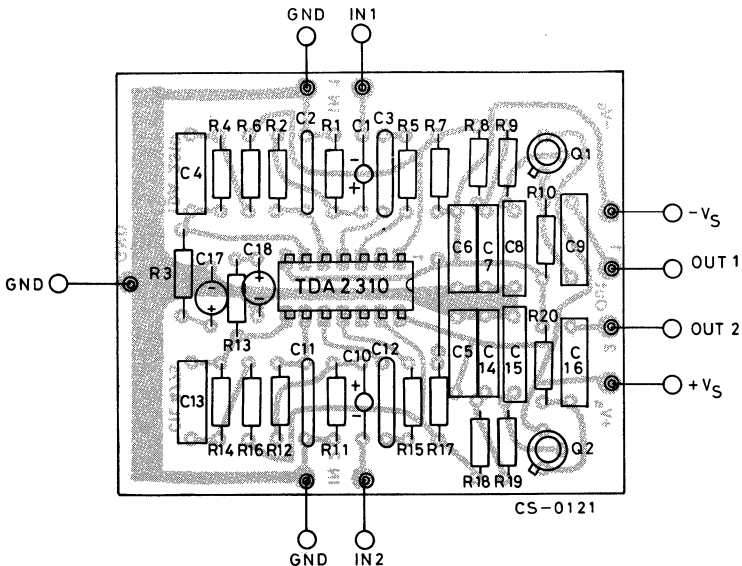 GND IN1
C2 C3
R4 R6 R2 R1 C1 R5 R7 R8 R9
Q1
C4
-
+
R10
-VS
C6 C7 C8 C9
C18
C17
R3
GND
+
-
-
+
TDA2310
OUT 1
R13
R20
OUT 2
C11 C10 C12
C5 C14 C15 C16
C13
+
-
+VS
R14 R16 R12 R11 R15 R17
Q2
R18 R19
CS-0121
GND IN2